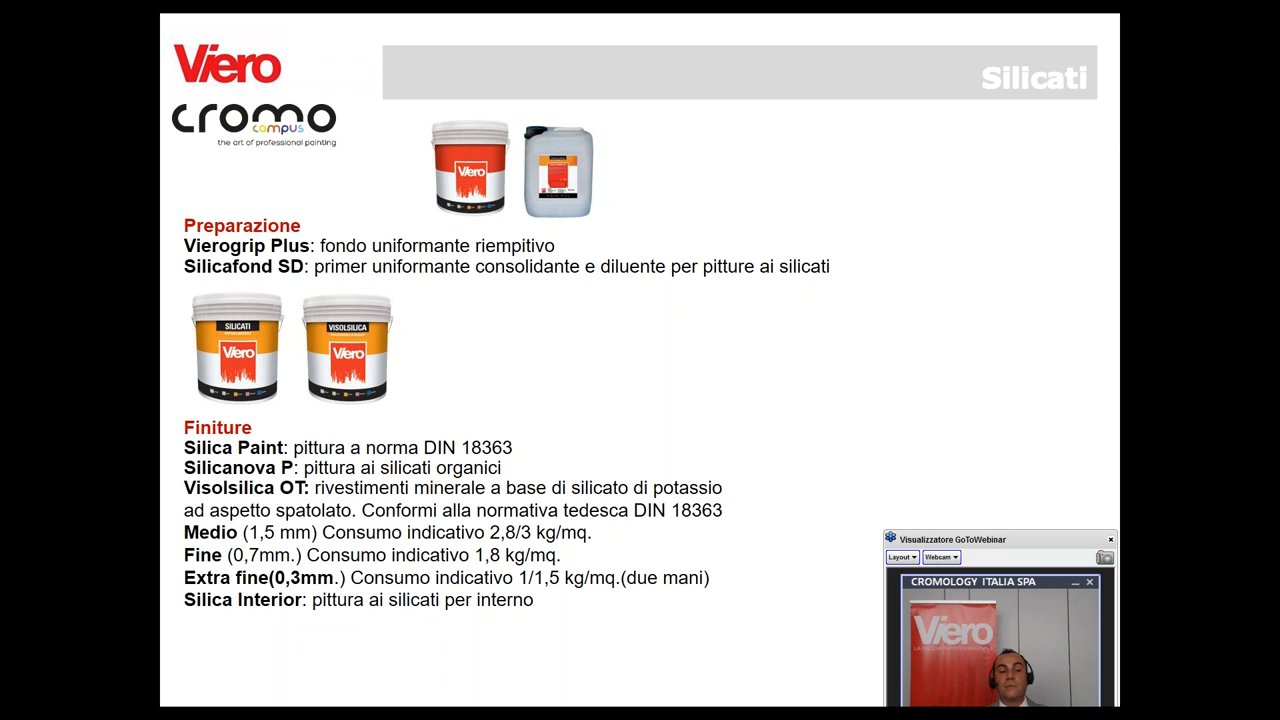 Viero
cromo
campus
the art of professional painting
Silicati
Viero
Preparazione
Vierogrip Plus: fondo uniformante riempitivo
Silicafond SD: primer uniformante consolidante e diluente per pitture ai silicati
SILICATI
Viero
VISOLSILICA
Viero
Finiture
Silica Paint: pittura a norma DIN 18363
Silicanova P: pittura ai silicati organici
Visolsilica OT: rivestimenti minerale a base di silicato di potassio
ad aspetto spatolato. Conformi alla normativa tedesca DIN 18363
Medio (1,5 mm) Consumo indicativo 2,8/3 kg/mq.
Fine (0,7mm.) Consumo indicativo 1,8 kg/mq.
Extra fine(0,3mm.) Consumo indicativo 1/1,5 kg/mq.(due mani)
Silica Interior: pittura ai silicati per interno
Visualizzatore GoToWebinar
Layout
Webcam
CROMOLOGY ITALIA SPA
Viero